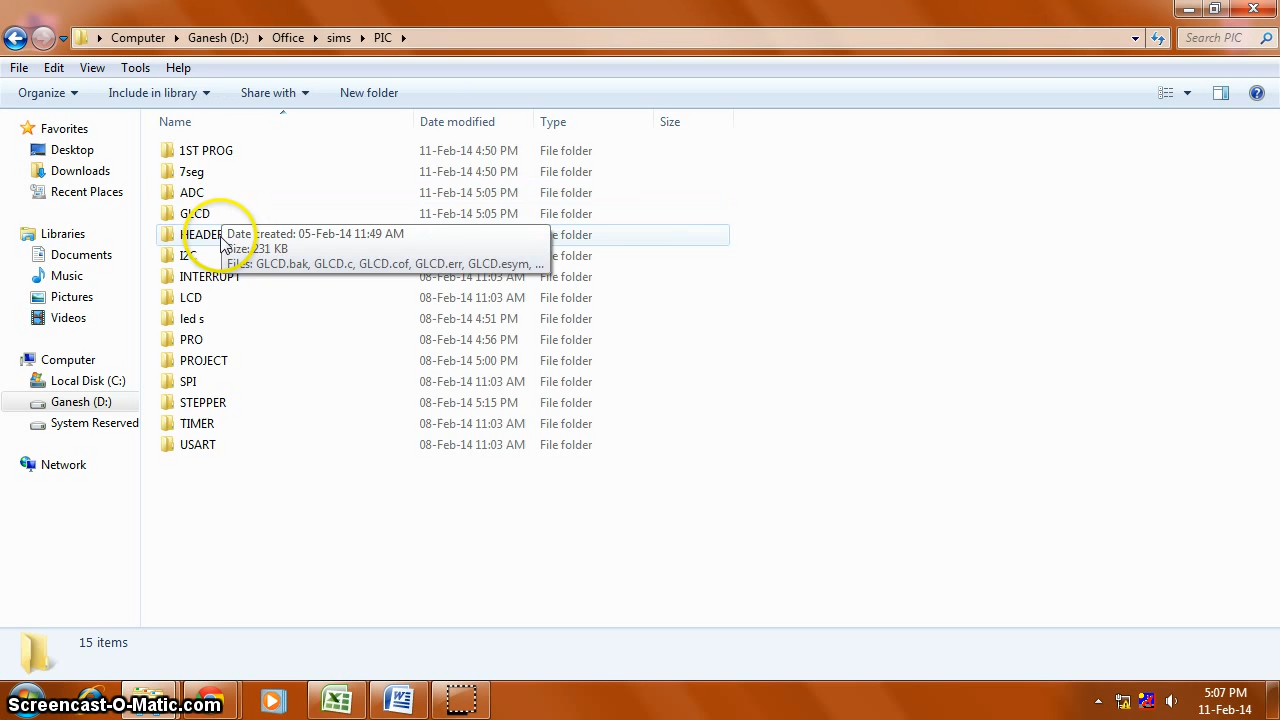 Computer Ganesh (D:) Office sims PIC
Search PIC
File Edit View Tools Help
Organize Include in library Share with New folder
Name Date modified Type Size
Favorites
Desktop
Downloads
Recent Places
Libraries
Documents
Music
Pictures
Videos
Computer
Local Disk (C:)
Ganesh (D:)
System Reserved
Network
1ST PROG 11-Feb-14 4:50 PM File folder
7seg 11-Feb-14 4:50 PM File folder
ADC 11-Feb-14 5:05 PM File folder
GLCD 11-Feb-14 5:05 PM File folder
HEADER
Date created: 05-Feb-14 11:49 AM
Size: 231 KB
Files: GLCD.bak, GLCD.c, GLCD.cof, GLCD.err, GLCD.esym, ...
File folder
I2C File folder
INTERRUPT 08-Feb-14 11:03 AM File folder
LCD 08-Feb-14 11:03 AM File folder
led s 08-Feb-14 4:51 PM File folder
PRO 08-Feb-14 4:56 PM File folder
PROJECT 08-Feb-14 5:00 PM File folder
SPI 08-Feb-14 11:03 AM File folder
STEPPER 08-Feb-14 5:15 PM File folder
TIMER 08-Feb-14 11:03 AM File folder
USART 08-Feb-14 11:03 AM File folder
15 items
Screencast-O-Matic.com
5:07 PM
11-Feb-14